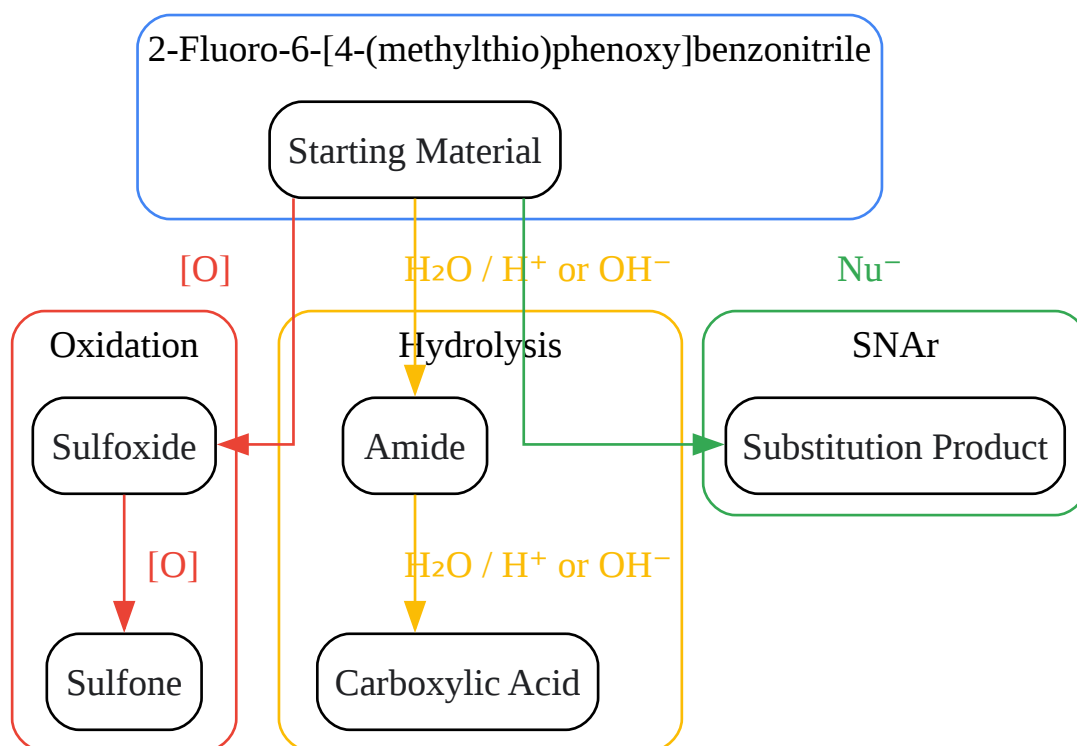 2-Fluoro-6-[4-(methylthio)phenoxy]benzonitrile
Starting Material
[O]
H₂O / H⁺ or OH⁻
Nu⁻
Oxidation
Hydrolysis
SNAr
Sulfoxide
Amide
Substitution Product
[O]
H₂O / H⁺ or OH⁻
Sulfone
Carboxylic Acid